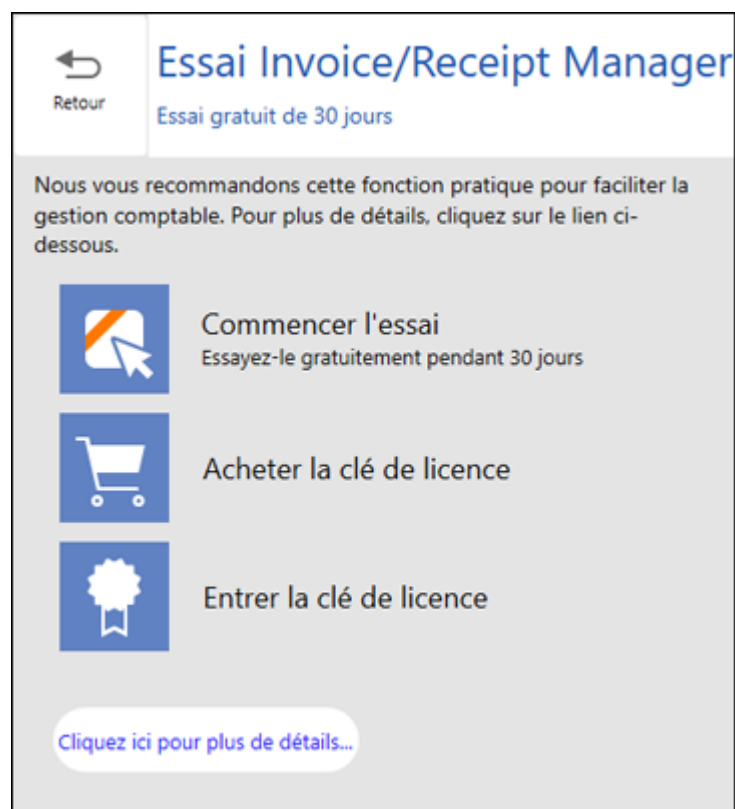 Retour
Essai Invoice/Receipt Manager
Essai gratuit de 30 jours
Nous vous recommandons cette fonction pratique pour faciliter la
gestion comptable. Pour plus de détails, cliquez sur le lien ci-
dessous.
Commencer l'essai
Essayez-le gratuitement pendant 30 jours
Acheter la clé de licence
Entrer la clé de licence
Cliquez ici pour plus de détails...